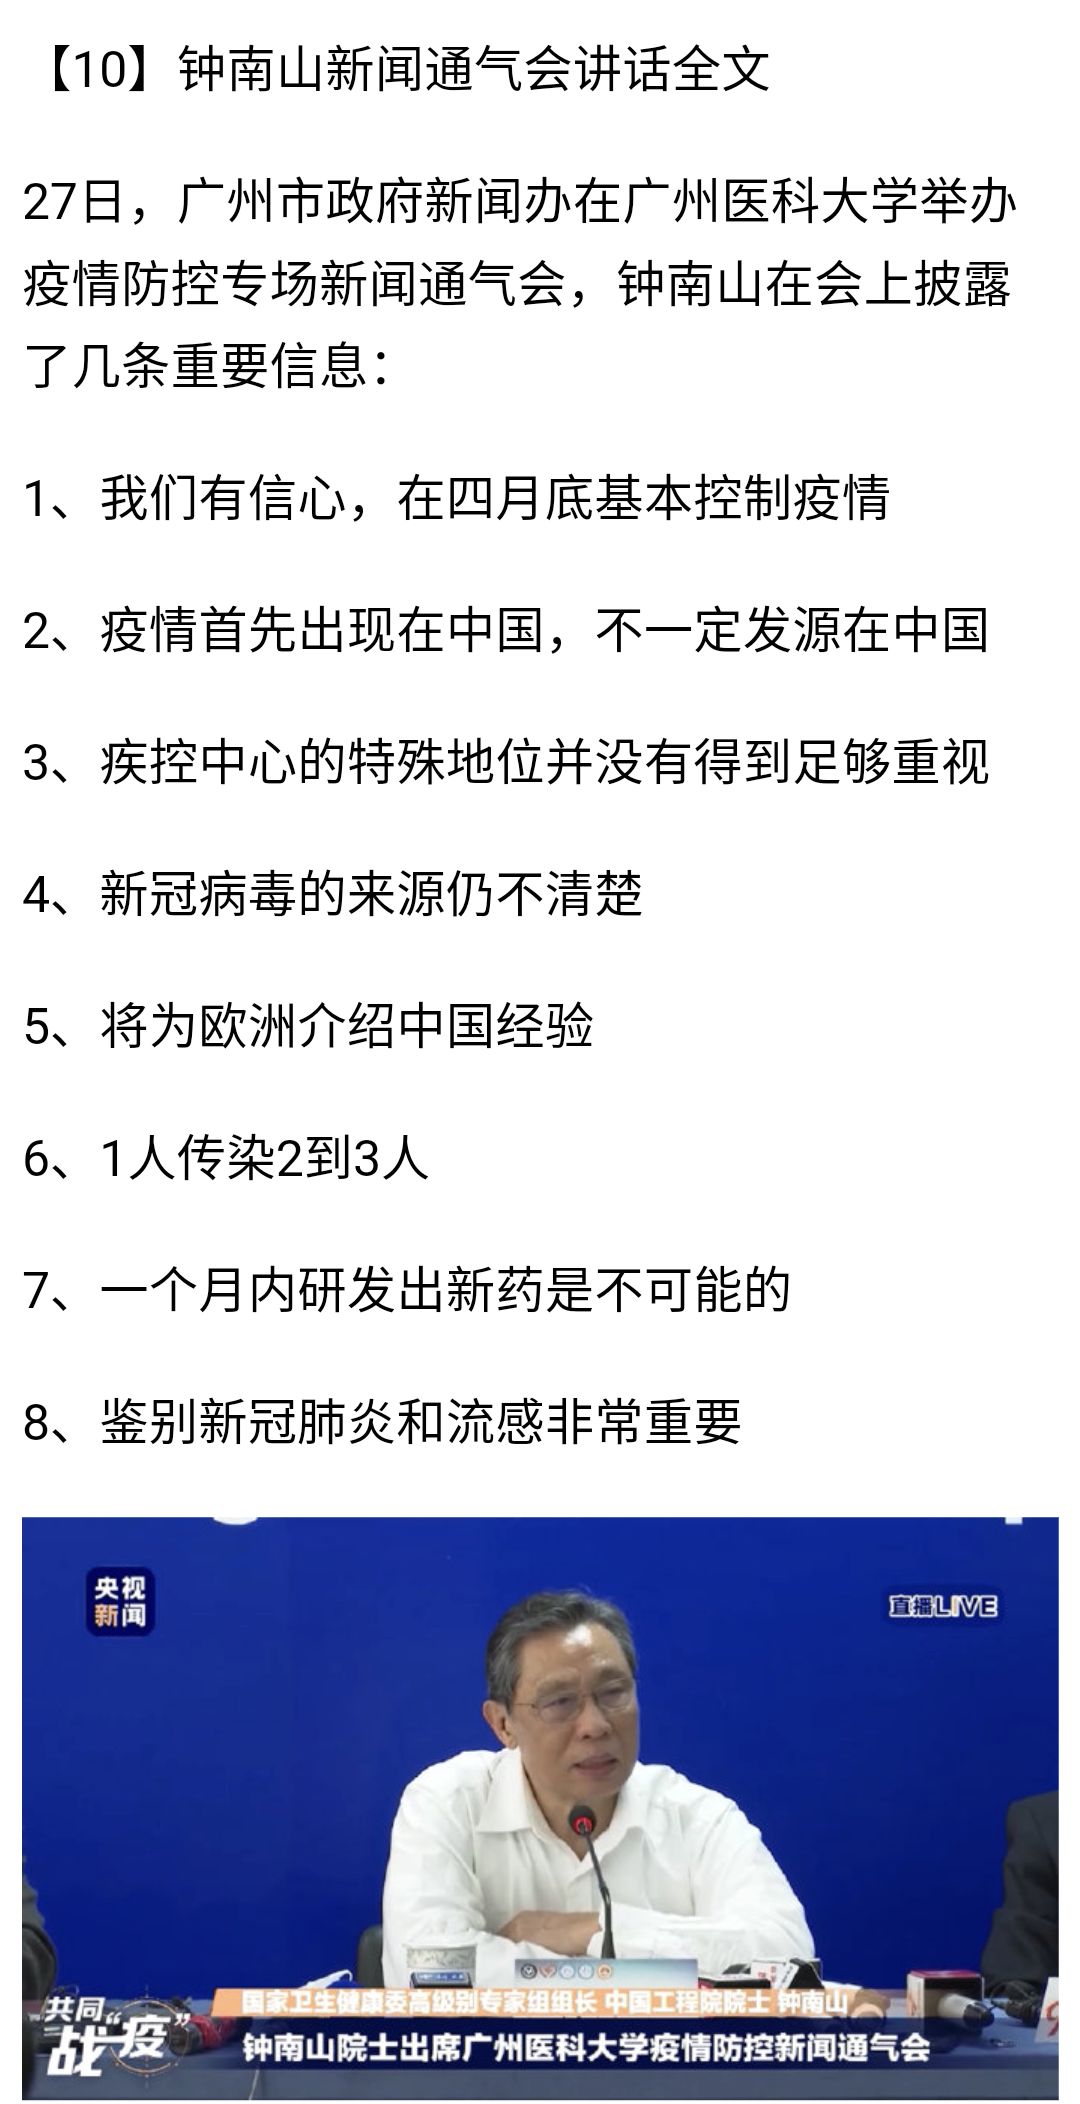 【10】钟南山新闻通气会讲话全文
27日，广州市政府新闻办在广州医科大学举办
疫情防控专场新闻通气会，钟南山在会上披露
了几条重要信息：
1、我们有信心，在四月底基本控制疫情
2、疫情首先出现在中国，不一定发源在中国
3、疾控中心的特殊地位并没有得到足够重视
4、新冠病毒的来源仍不清楚
5、将为欧洲介绍中国经验
6、1人传染2到3人
7、一个月内研发出新药是不可能的
8、鉴别新冠肺炎和流感非常重要
央视
新闻
直播LIVE
国家卫生健康委高级别专家组组长 中国工程院院士 钟南山
共同
战“疫”
钟南山院士出席广州医科大学疫情防控新闻通气会